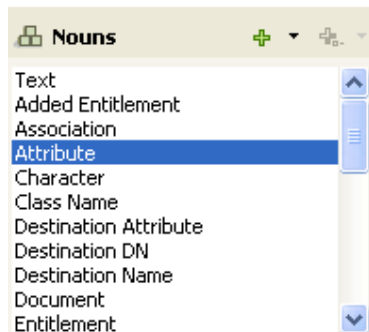 Nouns
Text
Added Entitlement
Association
Attribute
Character
Class Name
Destination Attribute
Destination DN
Destination Name
Document
Entitlement